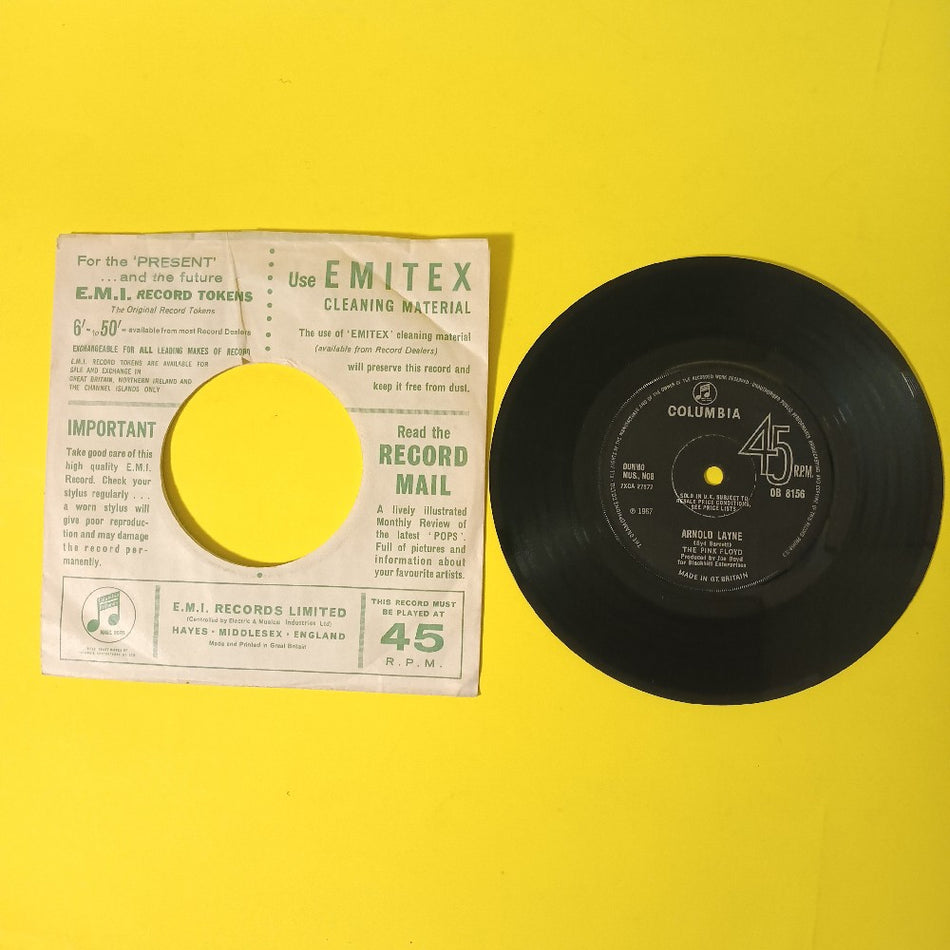 For the 'PRESENT'
...and the future
E.M.I. RECORD TOKENS
The Original Record Tokens
6/- to 50/- available from most Record Dealers
EXCHANGEABLE FOR ALL LEADING MAKES OF RECORD
E.M.I. RECORD TOKENS ARE AVAILABLE FOR
SALE AND EXCHANGE IN
GREAT BRITAIN, NORTHERN IRELAND AND
THE CHANNEL ISLANDS ONLY
Use EMITEX
CLEANING MATERIAL
The use of 'EMITEX' cleaning material
(available from Record Dealers)
will preserve this record and
keep it free from dust.
IMPORTANT
Take good care of this
high quality E.M.I.
Record. Check your
stylus regularly ...
a worn stylus will
give poor reproduc-
tion and may damage
the record per-
manently.
Read the
RECORD
MAIL
A lively illustrated
Monthly Review of
the latest 'POPS'.
Full of pictures and
information about
your favourite artists.
E.M.I. RECORDS LIMITED
(Controlled by Electric & Musical Industries Ltd)
HAYES · MIDDLESEX · ENGLAND
Made and Printed in Great Britain
THIS RECORD MUST
BE PLAYED AT
45
R.P.M.
COLUMBIA
45 RPM
DB 8156
MUS., NCB
SOLD IN U.K. SUBJECT TO
RESALE PRICE CONDITIONS,
SEE PRICE LISTS
℗ 1967
ARNOLD LAYNE
(Syd Barrett)
THE PINK FLOYD
Produced by Joe Boyd
for Blackhill Enterprises
MADE IN GT. BRITAIN